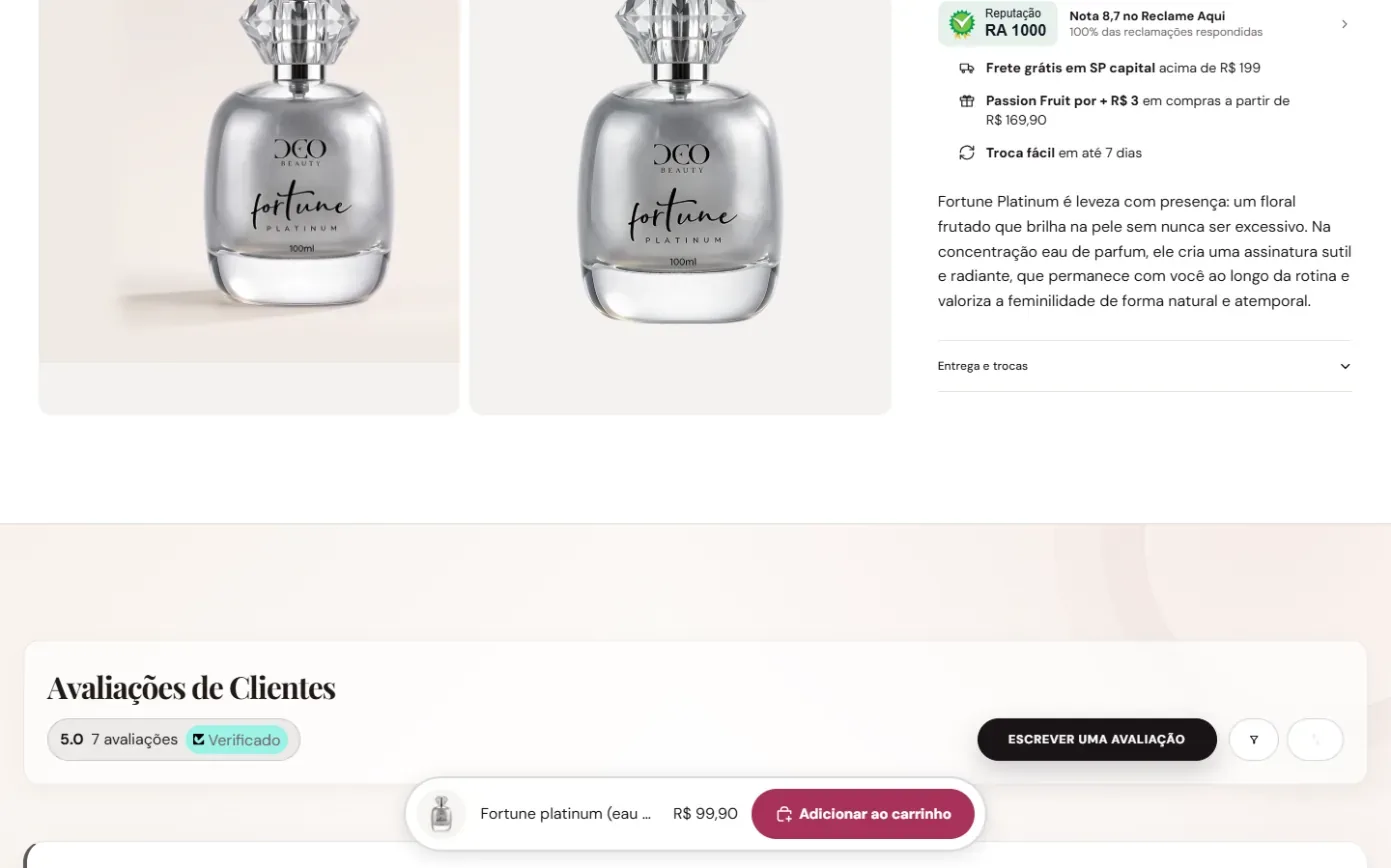 DEO
BEAUTY
fortune
PLATINUM
100ml
DEO
BEAUTY
fortune
PLATINUM
100ml
Reputação
RA 1000
Nota 8,7 no Reclame Aqui
100% das reclamações respondidas
Frete grátis em SP capital acima de R$ 199
Passion Fruit por + R$ 3 em compras a partir de
R$ 169,90
Troca fácil em até 7 dias
Fortune Platinum é leveza com presença: um floral
frutado que brilha na pele sem nunca ser excessivo. Na
concentração eau de parfum, ele cria uma assinatura sutil
e radiante, que permanece com você ao longo da rotina e
valoriza a feminilidade de forma natural e atemporal.
Entrega e trocas
Avaliações de Clientes
5.0 7 avaliações Verificado
ESCREVER UMA AVALIAÇÃO
Fortune platinum (eau ... R$ 99,90 Adicionar ao carrinho